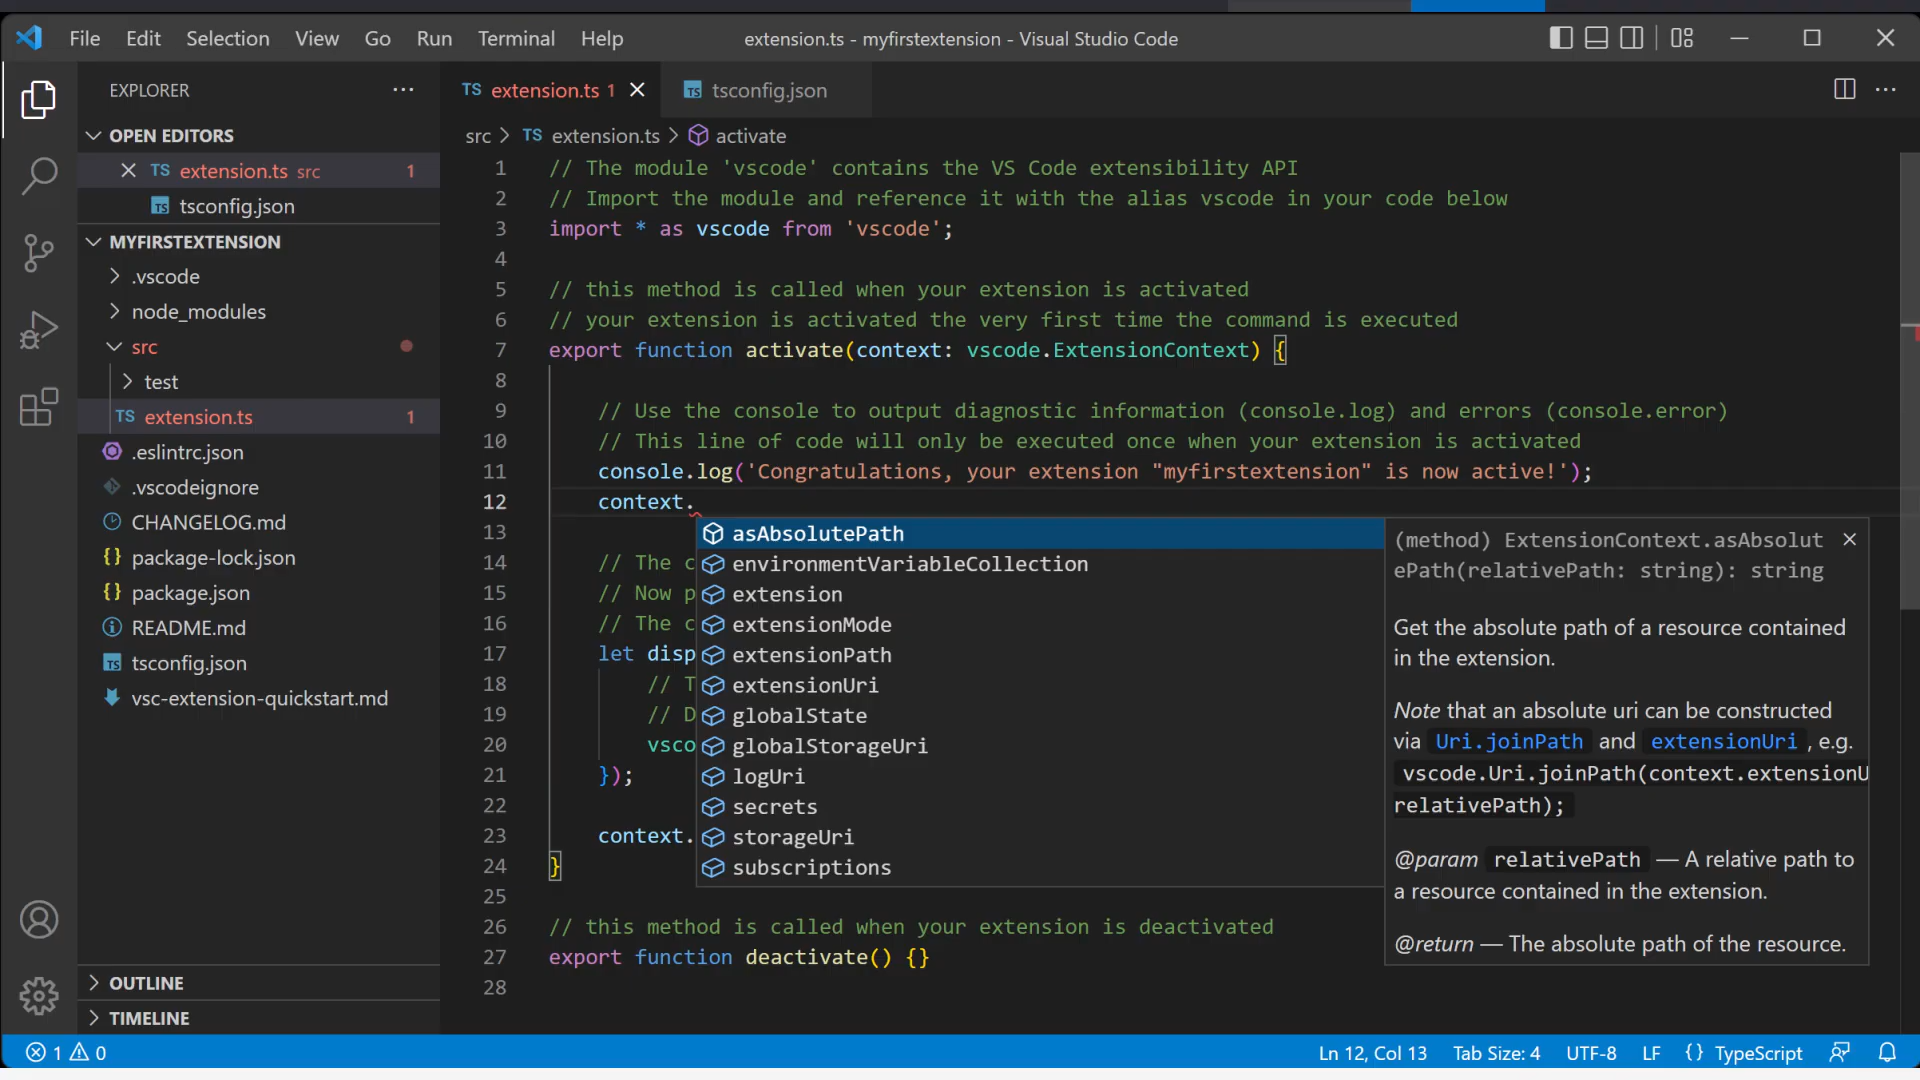 File Edit Selection View Go Run Terminal Help
extension.ts - myfirstextension - Visual Studio Code
EXPLORER
OPEN EDITORS
TS extension.ts src 1
TS tsconfig.json
MYFIRSTEXTENSION
.vscode
node_modules
src
test
TS extension.ts 1
.eslintrc.json
.vscodeignore
CHANGELOG.md
{} package-lock.json
{} package.json
README.md
TS tsconfig.json
vsc-extension-quickstart.md
OUTLINE
TIMELINE
TS extension.ts 1
TS tsconfig.json
src > TS extension.ts > activate
1 // The module 'vscode' contains the VS Code extensibility API
2 // Import the module and reference it with the alias vscode in your code below
3 import * as vscode from 'vscode';
4
5 // this method is called when your extension is activated
6 // your extension is activated the very first time the command is executed
7 export function activate(context: vscode.ExtensionContext) {
8
9 // Use the console to output diagnostic information (console.log) and errors (console.error)
10 // This line of code will only be executed once when your extension is activated
11 console.log('Congratulations, your extension "myfirstextension" is now active!');
12 context.
13
14 // The c
15 // Now p
16 // The c
17 let disp
18 // T
19 // D
20 vsco
21 });
22
23 context.
24 }
25
26 // this method is called when your extension is deactivated
27 export function deactivate() {}
28
asAbsolutePath
environmentVariableCollection
extension
extensionMode
extensionPath
extensionUri
globalState
globalStorageUri
logUri
secrets
storageUri
subscriptions
(method) ExtensionContext.asAbsolut
ePath(relativePath: string): string
Get the absolute path of a resource contained
in the extension.
Note that an absolute uri can be constructed
via Uri.joinPath and extensionUri , e.g.
vscode.Uri.joinPath(context.extensionU
relativePath);
@param relativePath — A relative path to
a resource contained in the extension.
@return — The absolute path of the resource.
1 0
Ln 12, Col 13 Tab Size: 4 UTF-8 LF {} TypeScript